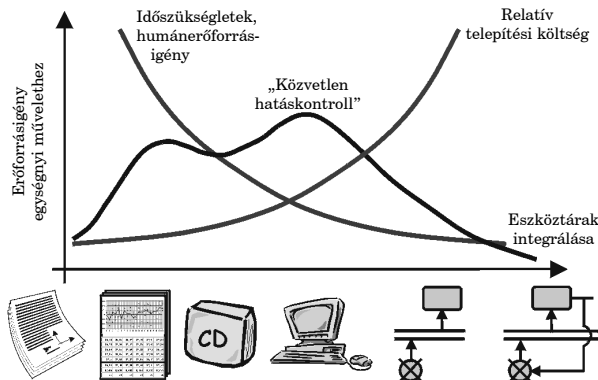 Időszükségletek,
humánerőforrás-
igény
Relatív
telepítési költség
„Közvetlen
hatáskontroll”
Erőforrásigény
egységnyi művelethez
Eszköztárak
integrálása
CD